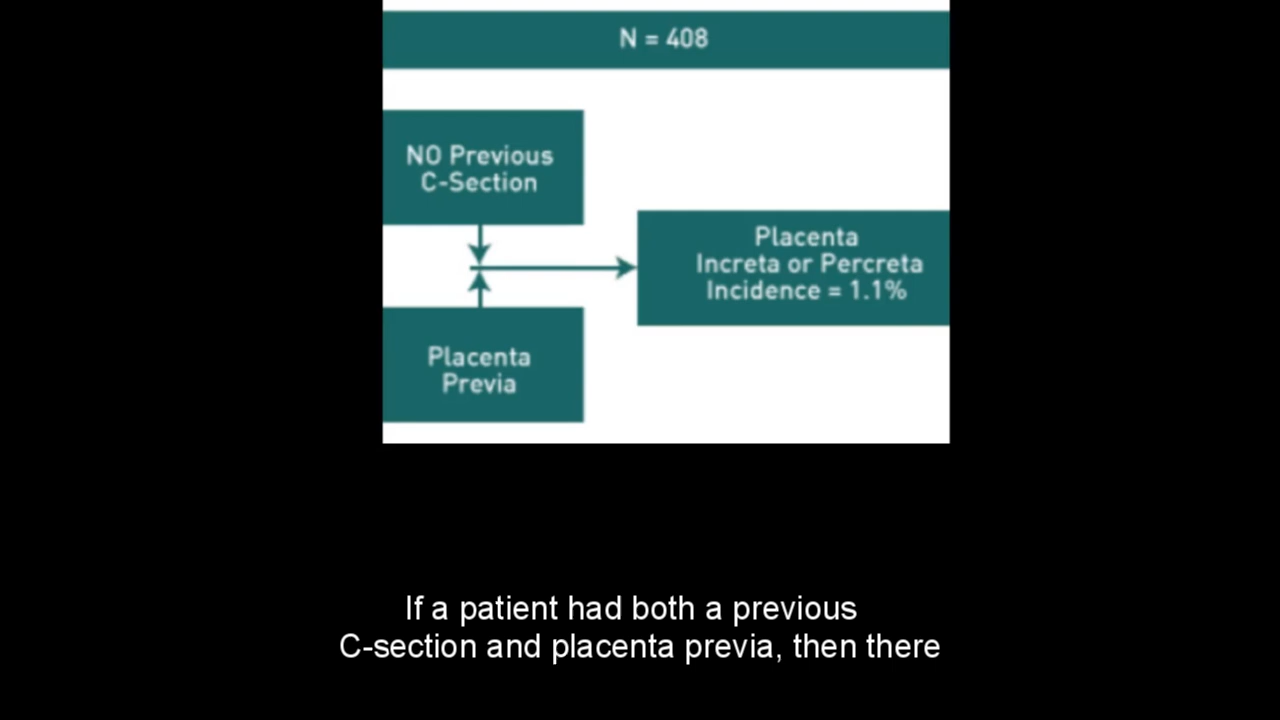 N = 408
NO Previous
C-Section
Placenta
Increta or Percreta
Incidence = 1.1%
Placenta
Previa
If a patient had both a previous
C-section and placenta previa, then there